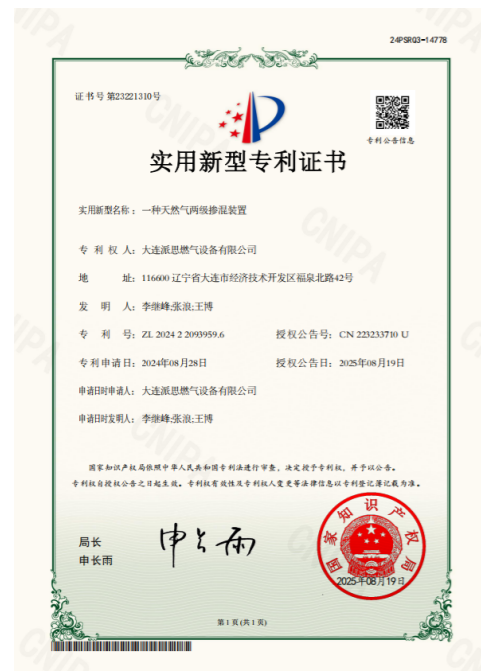 24PSRQ3-14778
证书号 第23221310号
专利公告信息
实用新型专利证书
实用新型名称：一种天然气两级掺混装置
专利权人：大连派思燃气设备有限公司
地址：116600 辽宁省大连市经济技术开发区福泉北路42号
发明人：李继峰;张浪;王博
专利号：ZL 2024 2 2093959.6 授权公告号：CN 223233710 U
专利申请日：2024年08月28日 授权公告日：2025年08月19日
申请日时申请人：大连派思燃气设备有限公司
申请日时发明人：李继峰;张浪;王博
国家知识产权局依照中华人民共和国专利法进行审查，决定授予专利权，并予以公告。
专利权自授权公告之日起生效。专利权有效性及专利权人变更等法律信息以专利登记簿记载为准。
局长
申长雨
申长雨
国家知识产权局
2025年08月19日
第 1 页 (共 1 页)
CNIPA
CNIPA
CNIPA
CNIPA